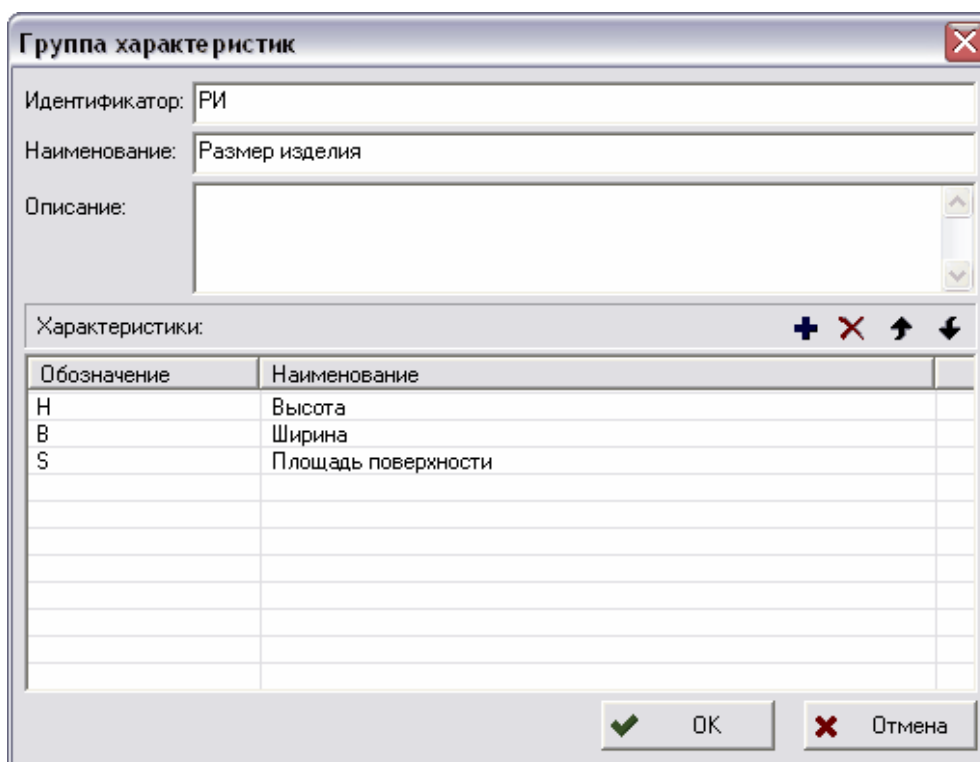 Группа характеристик
Идентификатор: РИ
Наименование: Размер изделия
Описание:
Характеристики:
Обозначение Наименование
H Высота
B Ширина
S Площадь поверхности
OK Отмена